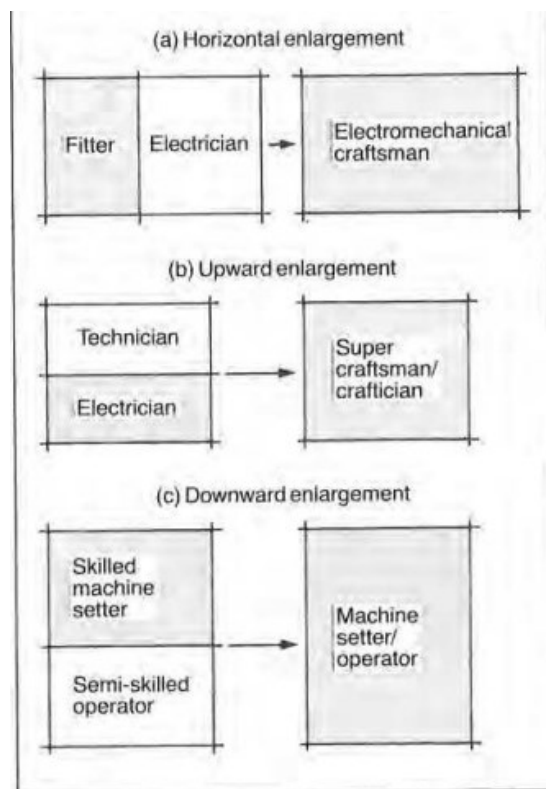 (a) Horizontal enlargement
Fitter
Electrician
Electromechanical
craftsman
(b) Upward enlargement
Technician
Electrician
Super
craftsman/
craftician
(c) Downward enlargement
Skilled
machine
setter
Semi-skilled
operator
Machine
setter/
operator